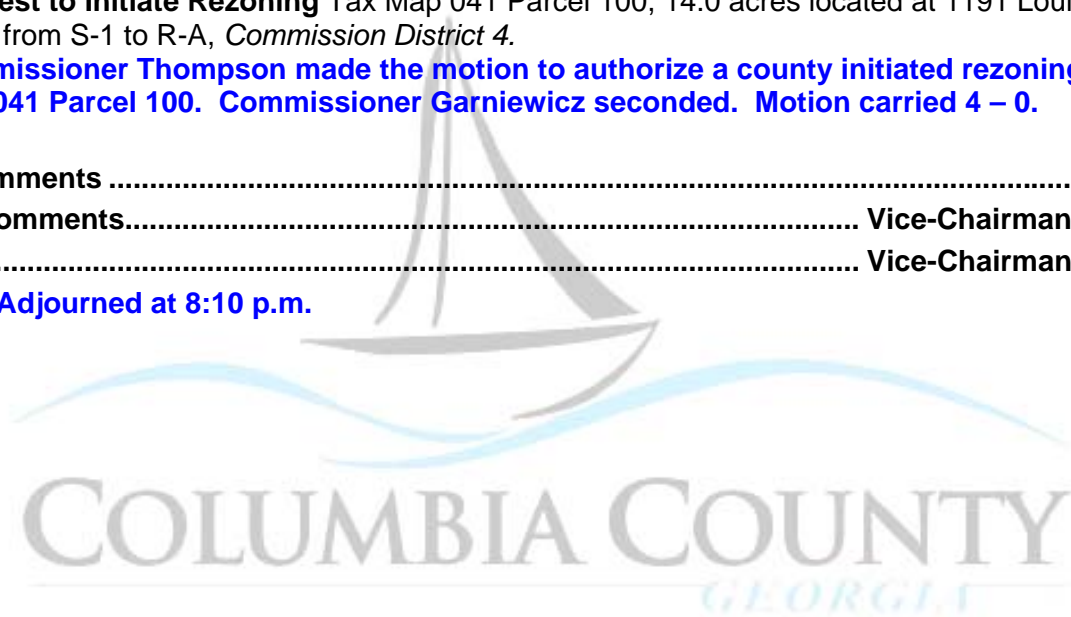 est to Initiate Rezoning Tax Map 041 Parcel 100, 14.0 acres located at 1191 Loui
from S-1 to R-A, Commission District 4.
missioner Thompson made the motion to authorize a county initiated rezoning
041 Parcel 100. Commissioner Garniewicz seconded. Motion carried 4 – 0.
mments ....................................................................................................................
omments......................................................................................... Vice-Chairman
......................................................................................................... Vice-Chairman
Adjourned at 8:10 p.m.
COLUMBIA COUNTY
GEORGIA